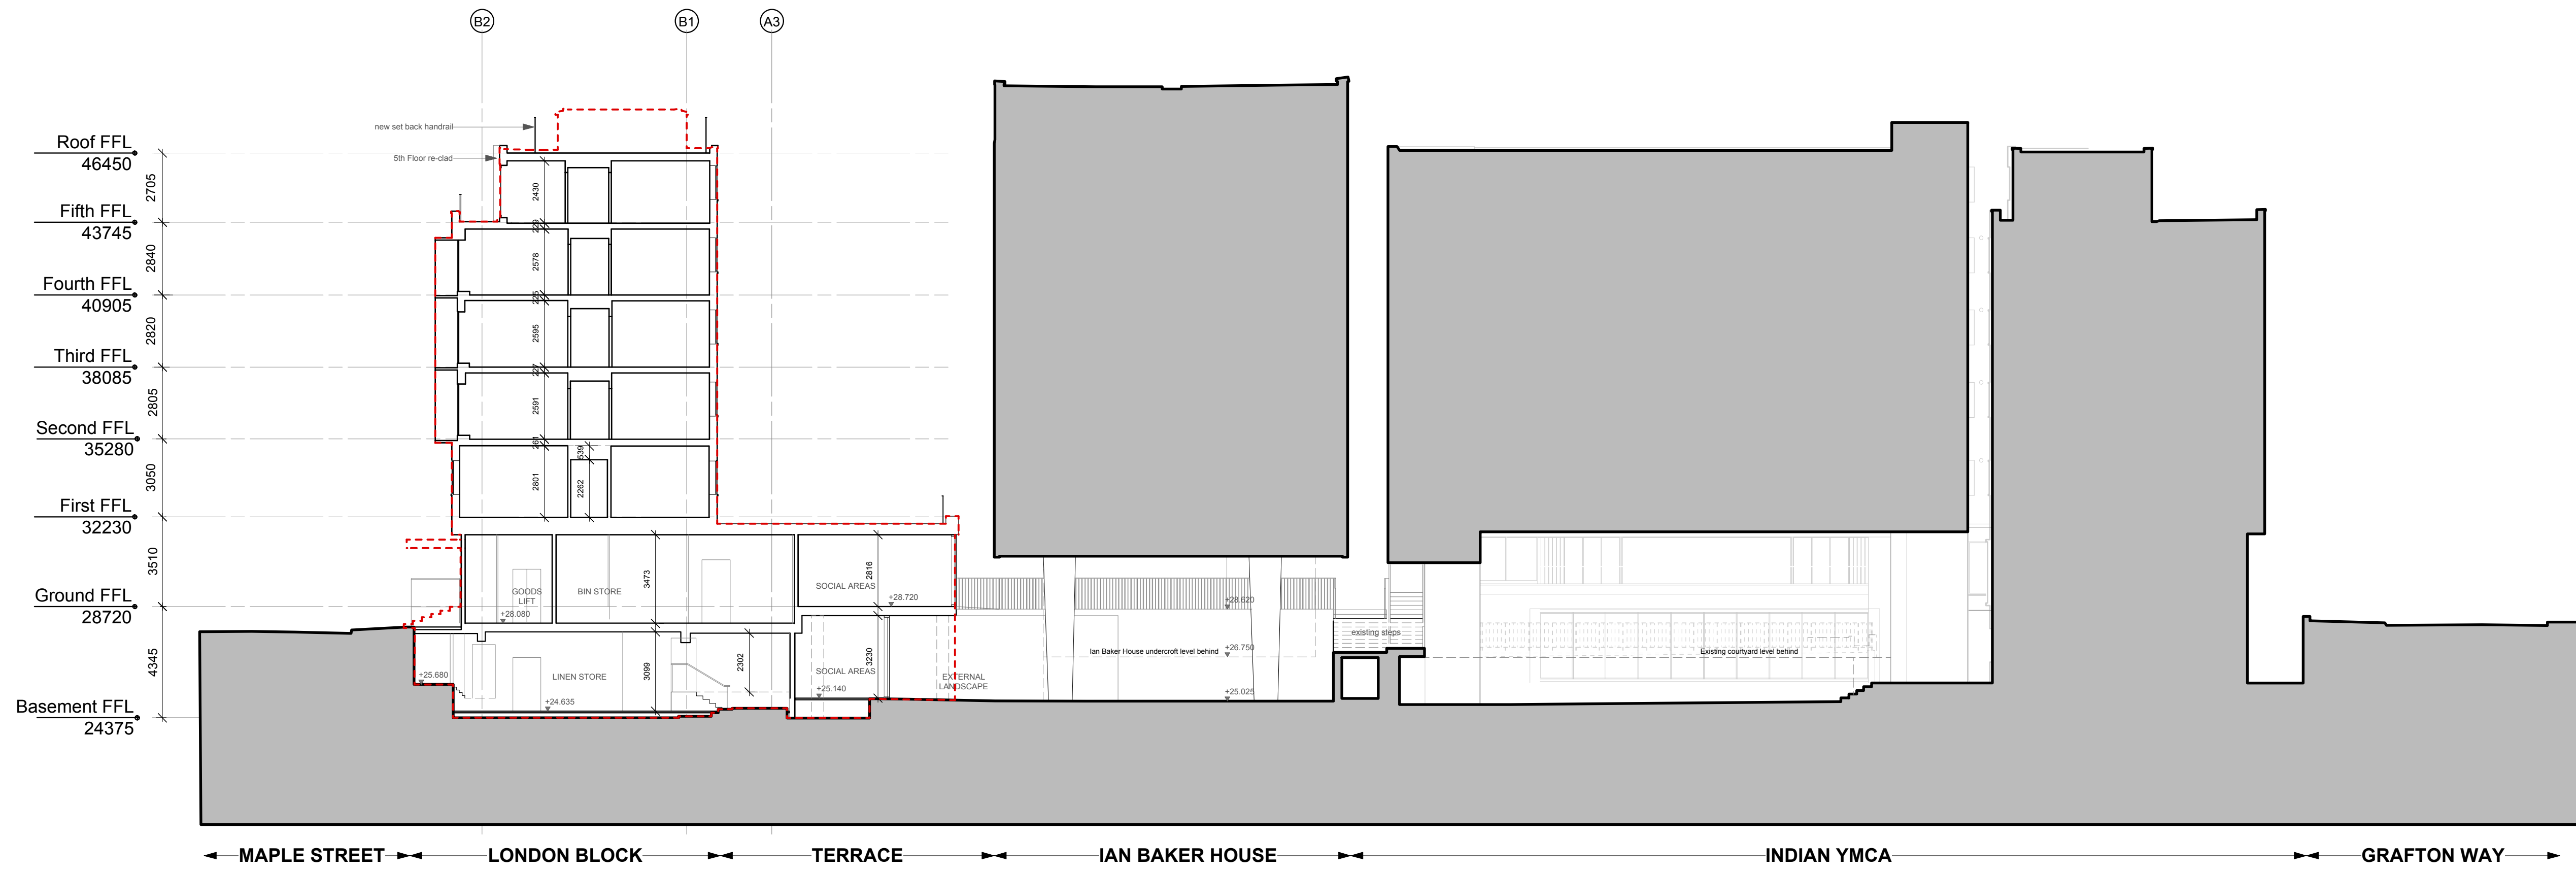 B2
B1
A3
new set back handrail
5th Floor re-clad
Roof FFL
46450
2705
Fifth FFL
43745
2840
Fourth FFL
40905
2820
Third FFL
38085
2805
Second FFL
35280
3050
First FFL
32230
3510
Ground FFL
28720
4345
Basement FFL
24375
2430
229
2578
225
2595
227
2591
261
539
2801
2262
3473
2816
GOODS
LIFT
BIN STORE
SOCIAL AREAS
+28.720
+28.080
+28.620
existing steps
2302
3099
3230
Ian Baker House undercroft level behind
+26.750
Existing courtyard level behind
+25.680
LINEN STORE
SOCIAL AREAS
EXTERNAL
LANDSCAPE
+25.140
+24.635
+25.025
MAPLE STREET
LONDON BLOCK
TERRACE
IAN BAKER HOUSE
INDIAN YMCA
GRAFTON WAY